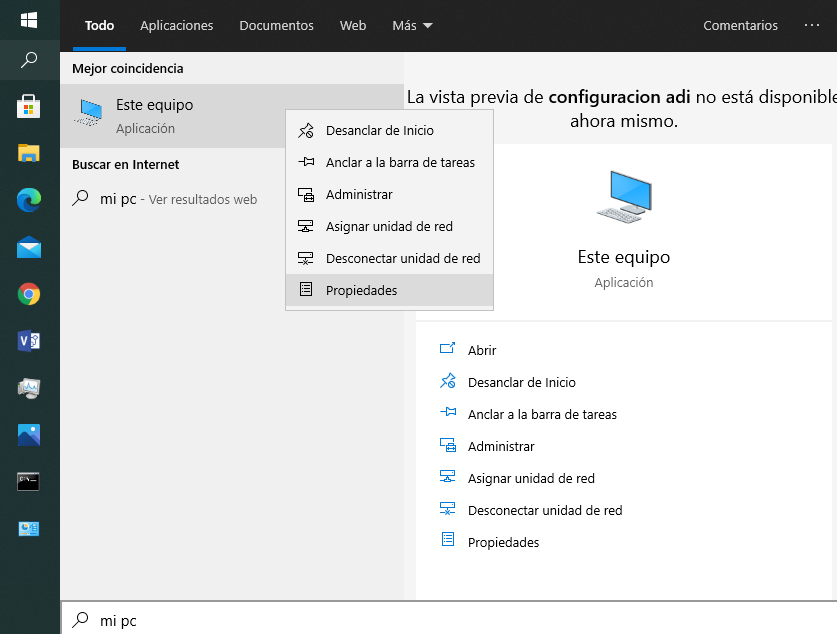 Todo Aplicaciones Documentos Web Más Comentarios ...
Mejor coincidencia
Este equipo
Aplicación
Buscar en Internet
mi pc - Ver resultados web
Desanclar de Inicio
Anclar a la barra de tareas
Administrar
Asignar unidad de red
Desconectar unidad de red
Propiedades
La vista previa de configuracion adi no está disponible
ahora mismo.
Este equipo
Aplicación
Abrir
Desanclar de Inicio
Anclar a la barra de tareas
Administrar
Asignar unidad de red
Desconectar unidad de red
Propiedades
mi pc